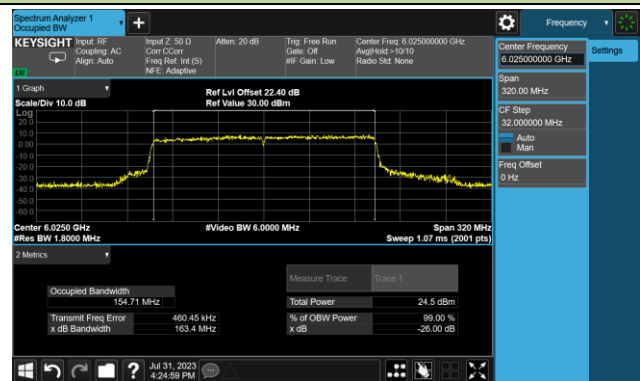 Spectrum Analyzer 1
Occupied BW
Frequency
KEYSIGHT
Input: RF
Coupling: AC
Align: Auto
Input Z: 50 Ω
Corr CCorr
Freq Ref: Int (S)
NFE: Adaptive
Atten: 20 dB
Trig: Free Run
Gate: Off
#IF Gain: Low
Center Freq: 6.025000000 GHz
Avg|Hold:>10/10
Radio Std: None
Center Frequency
6.025000000 GHz
Settings
Span
320.00 MHz
CF Step
32.000000 MHz
Auto
Man
Freq Offset
0 Hz
1 Graph
Scale/Div 10.0 dB
Ref Lvl Offset 22.40 dB
Ref Value 30.00 dBm
Log
20.0
10.0
0.00
-10.0
-20.0
-30.0
-40.0
-50.0
-60.0
Center 6.0250 GHz
#Res BW 1.8000 MHz
#Video BW 6.0000 MHz
Span 320 MHz
Sweep 1.07 ms (2001 pts)
2 Metrics
Measure Trace
Trace 1
Occupied Bandwidth
154.71 MHz
Total Power
24.5 dBm
Transmit Freq Error
460.45 kHz
% of OBW Power
99.00 %
x dB Bandwidth
163.4 MHz
x dB
-26.00 dB
Jul 31, 2023
4:24:59 PM